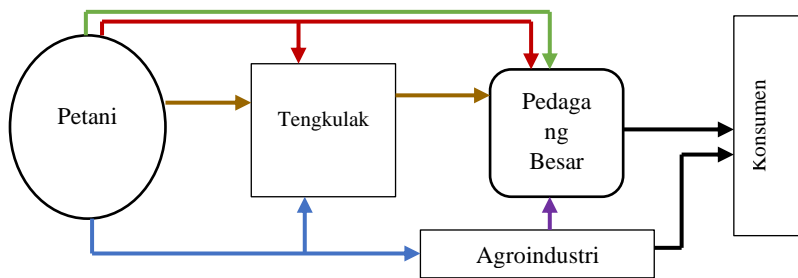 Petani
Tengkulak
Pedaga
ng
Besar
Konsumen
Agroindustri